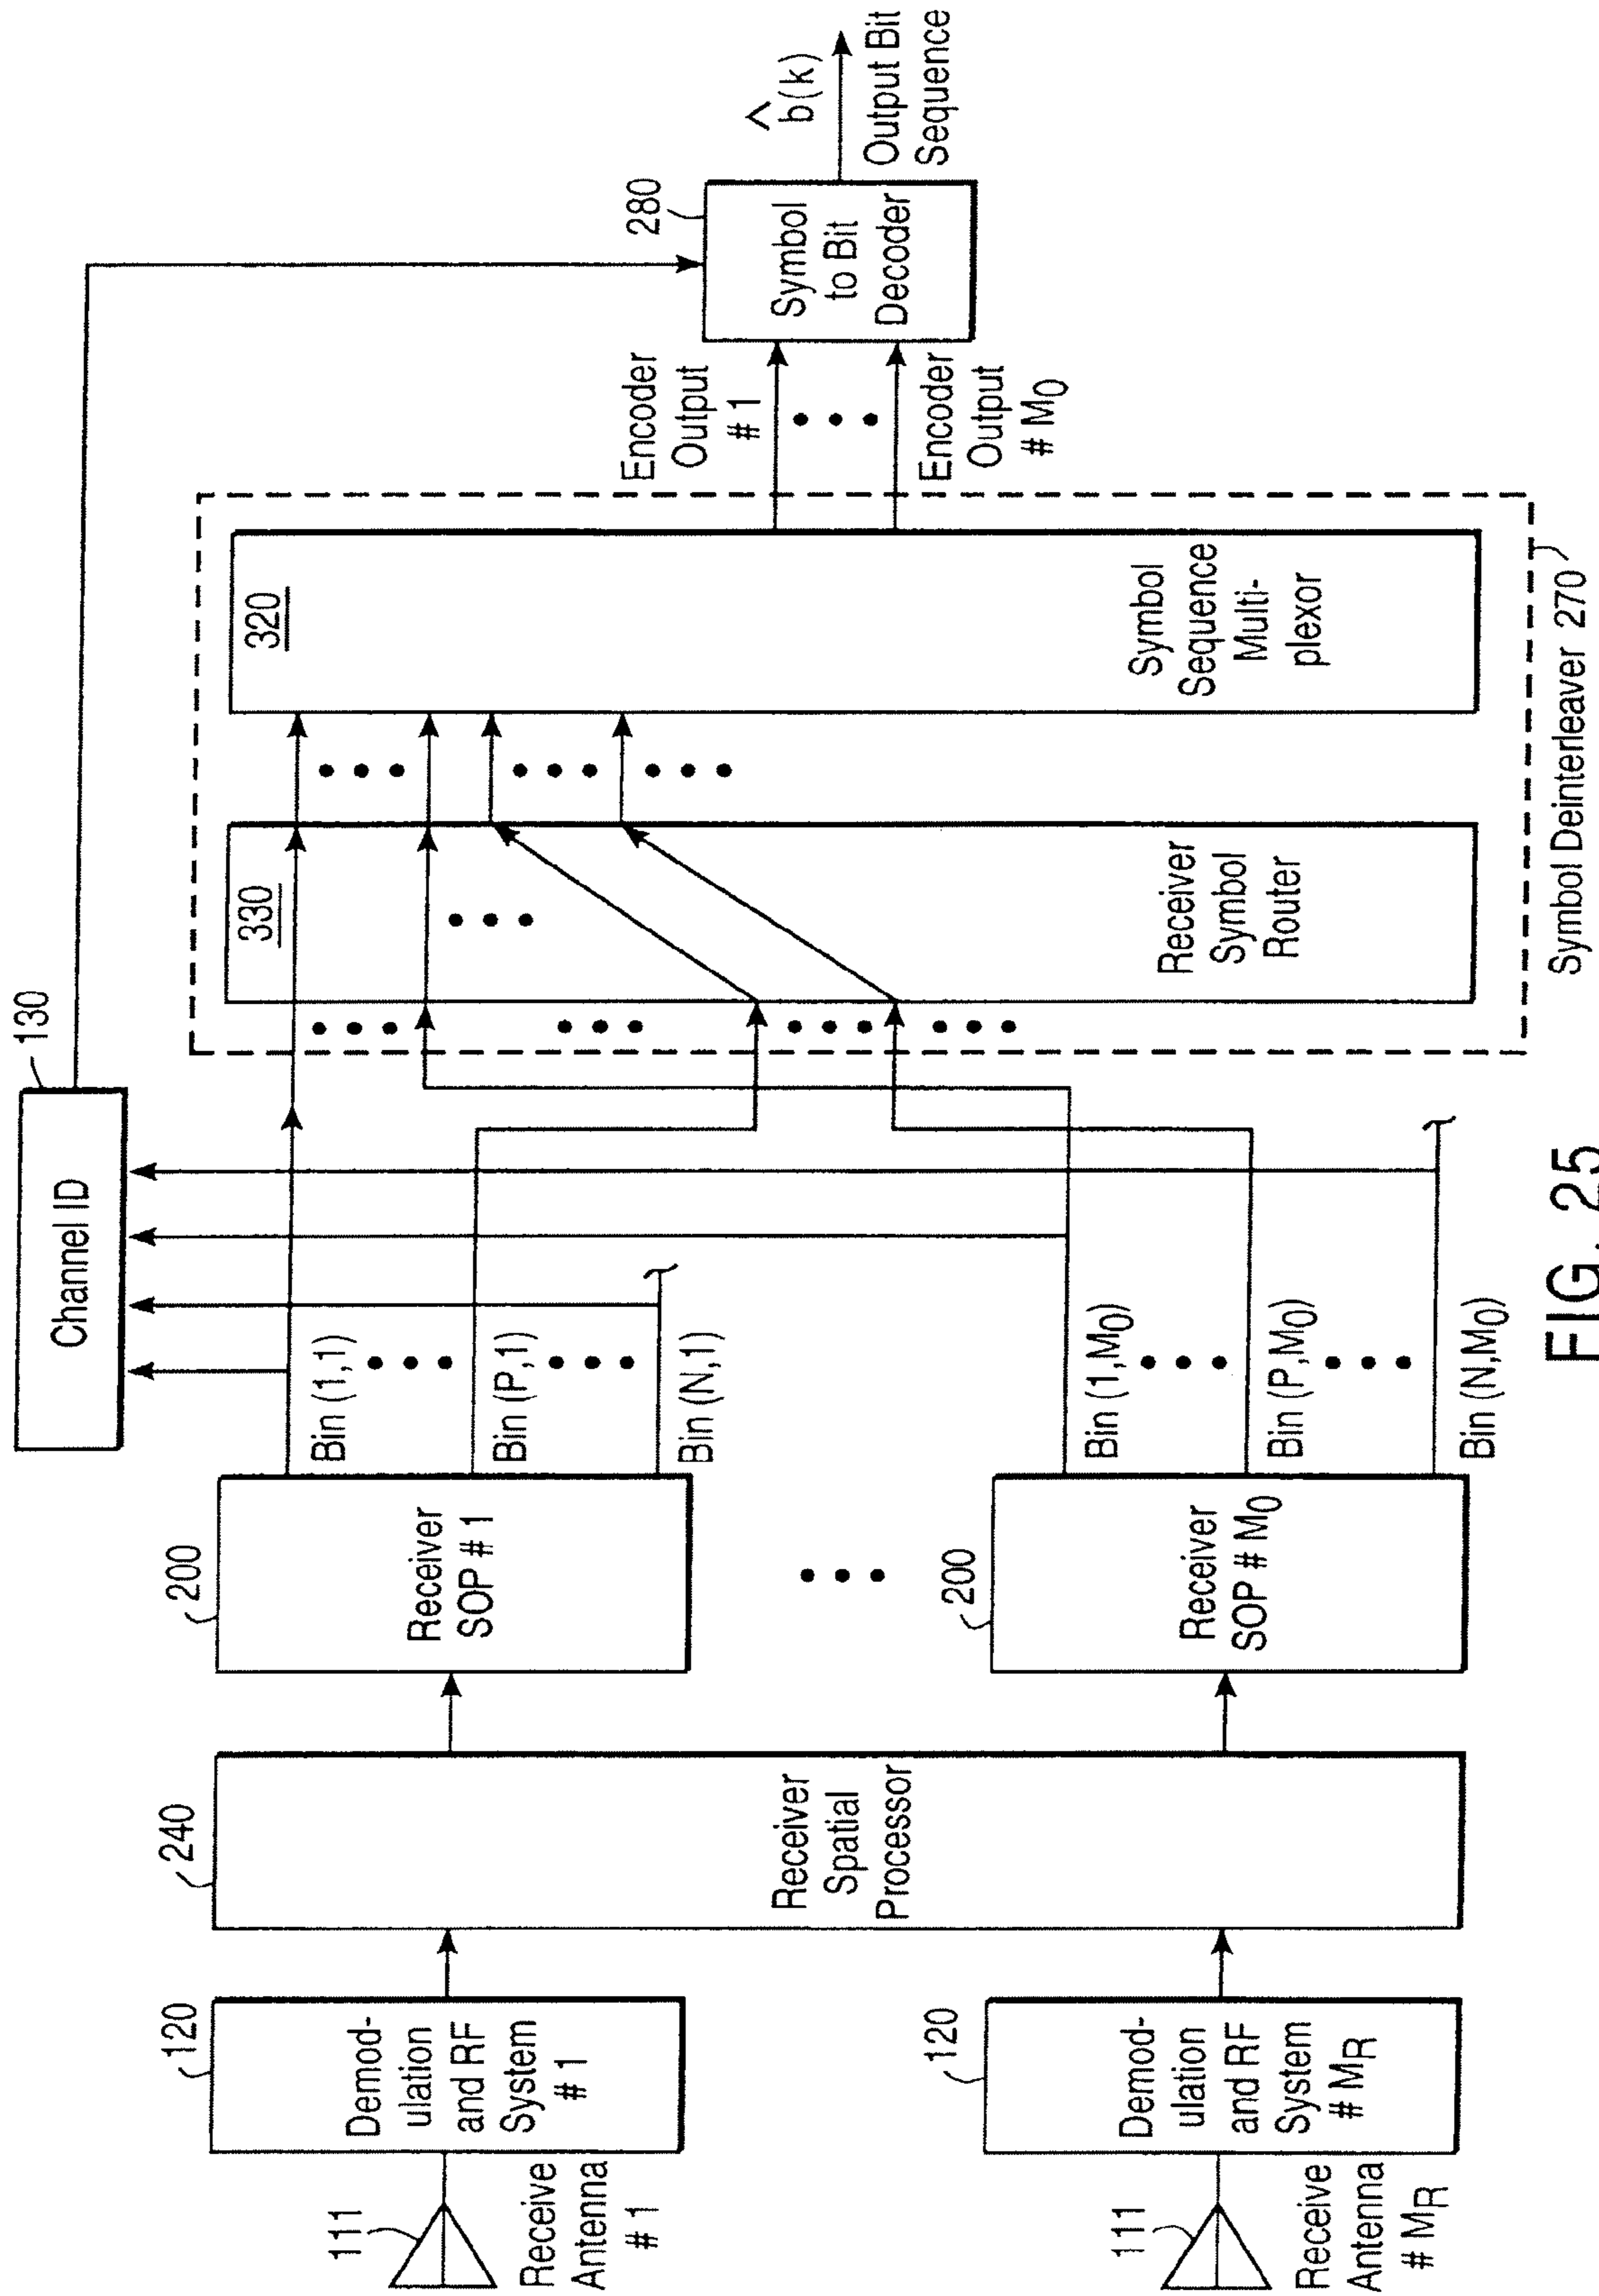 111
Receive
Antenna
# 1
120
Demod-
ulation
and RF
System
# 1
111
Receive
Antenna
# MR
120
Demod-
ulation
and RF
System
# MR
240
Receiver
Spatial
Processor
200
Receiver
SOP # 1
200
Receiver
SOP # M0
Bin (1,1)
Bin (P,1)
Bin (N,1)
Bin (1,M0)
Bin (P,M0)
Bin (N,M0)
Channel ID
130
330
Receiver
Symbol
Router
320
Symbol
Sequence
Multi-
plexor
Symbol Deinterleaver 270
Encoder
Output
# 1
Encoder
Output
# M0
280
Symbol
to Bit
Decoder
^
b(k)
Output Bit
Sequence
FIG. 25